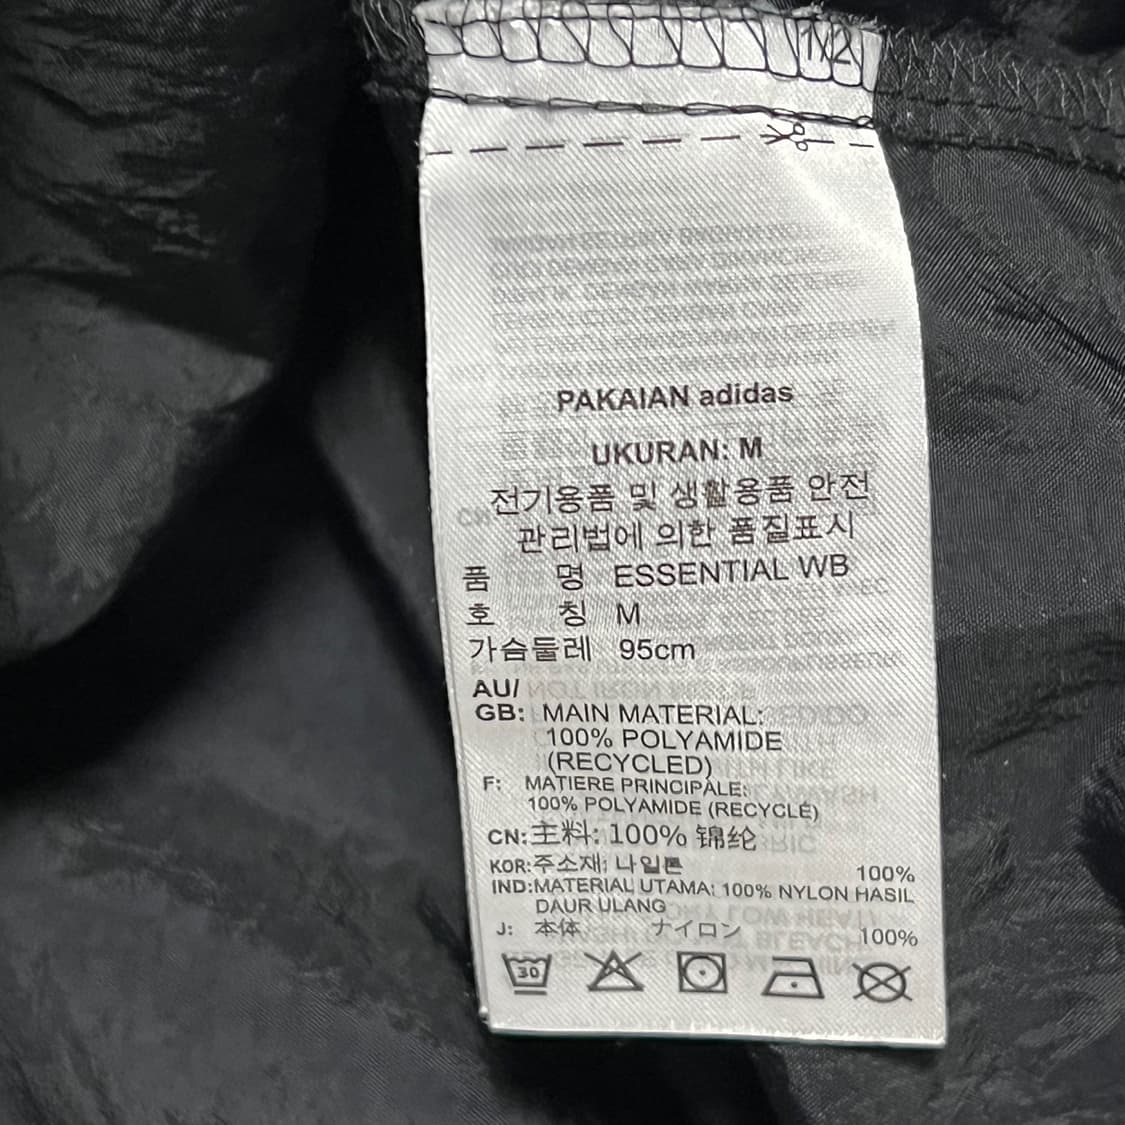 1/2
PAKAIAN adidas
UKURAN: M
전기용품 및 생활용품 안전
관리법에 의한 품질표시
품 명 ESSENTIAL WB
호 칭 M
가슴둘레 95cm
AU/
GB: MAIN MATERIAL:
100% POLYAMIDE
(RECYCLED)
F: MATIERE PRINCIPALE:
100% POLYAMIDE (RECYCLÉ)
CN:主料: 100% 锦纶
KOR:주소재: 나일론 100%
IND:MATERIAL UTAMA: 100% NYLON HASIL
DAUR ULANG
J: 本体 ナイロン 100%
30